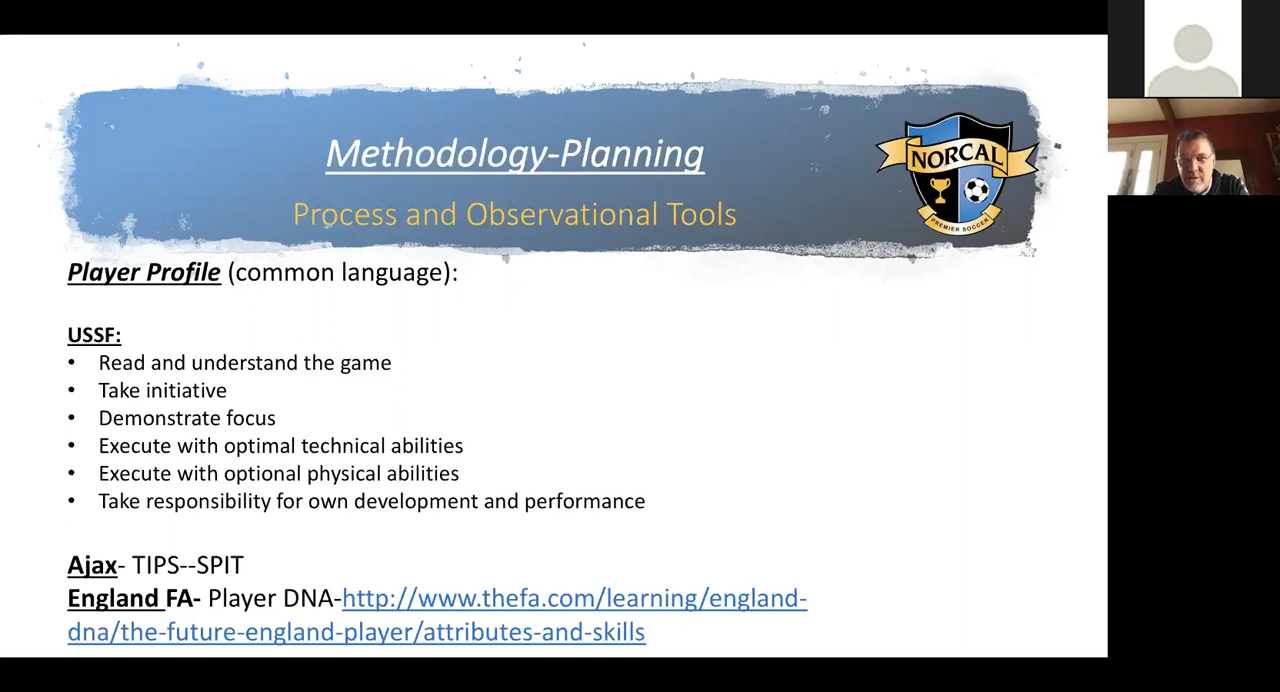 Methodology-Planning
Process and Observational Tools
NORCAL
PREMIER SOCCER
Player Profile (common language):
USSF:
• Read and understand the game
• Take initiative
• Demonstrate focus
• Execute with optimal technical abilities
• Execute with optional physical abilities
• Take responsibility for own development and performance
Ajax- TIPS--SPIT
England FA- Player DNA-http://www.thefa.com/learning/england-
dna/the-future-england-player/attributes-and-skills